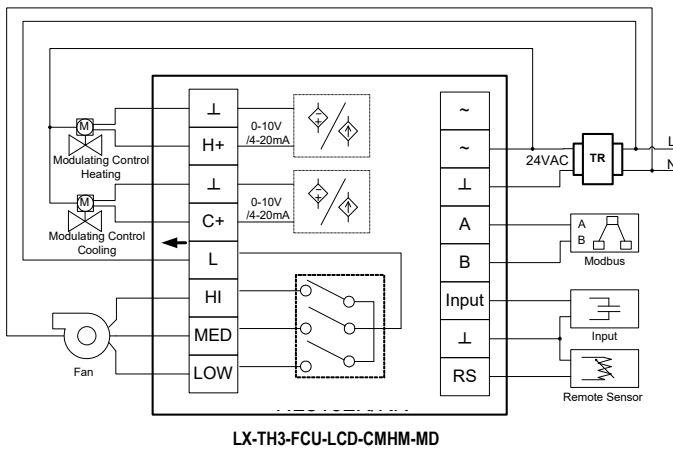 ⊥
H+
⊥
C+
L
HI
MED
LOW
0-10V
/4-20mA
0-10V
/4-20mA
M
Modulating Control
Heating
M
Modulating Control
Cooling
Fan
~
~
⊥
A
B
Input
⊥
RS
24VAC
TR
L
N
A
B
Modbus
Input
Remote Sensor
LX-TH3-FCU-LCD-CMHM-MD